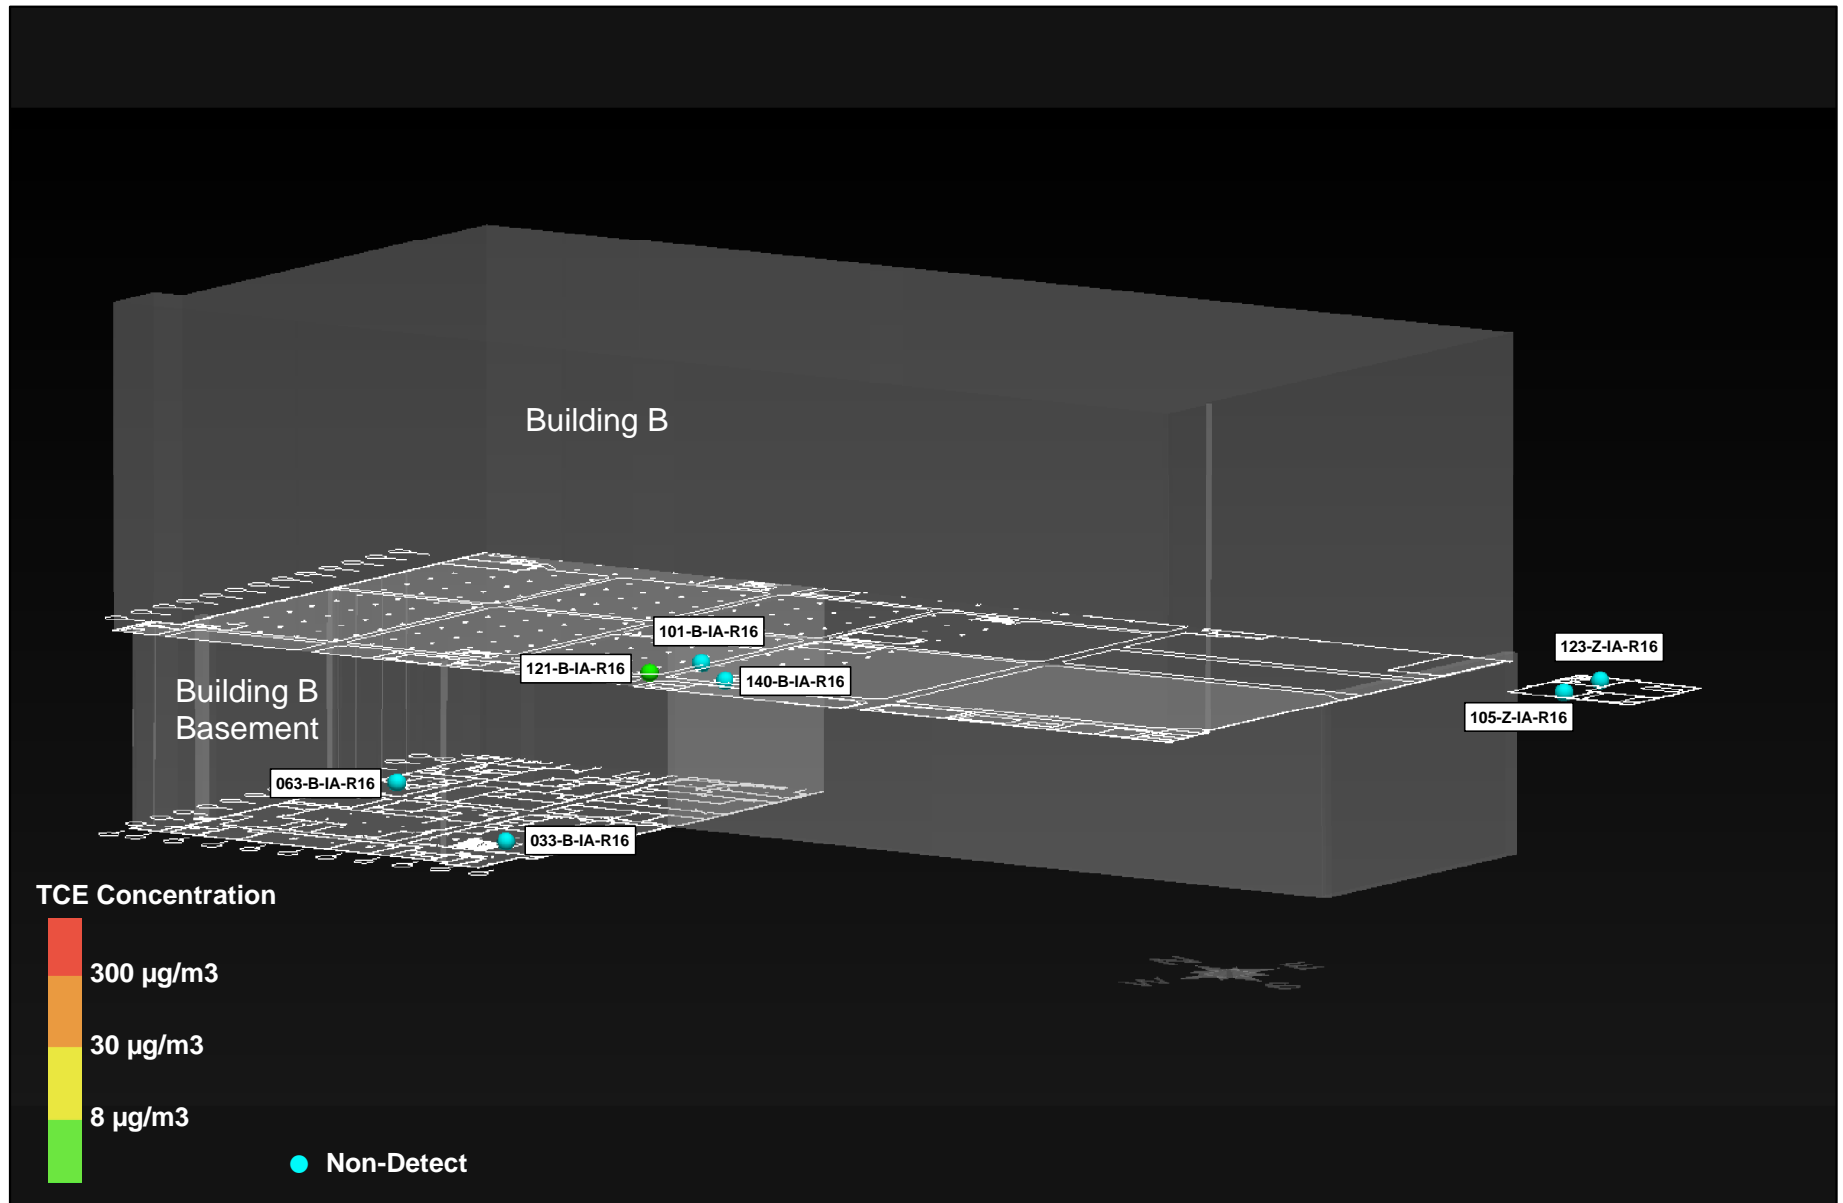 Building B
101-B-IA-R16
121-B-IA-R16
140-B-IA-R16
123-Z-IA-R16
105-Z-IA-R16
Building B
Basement
063-B-IA-R16
033-B-IA-R16
TCE Concentration
300 µg/m3
30 µg/m3
8 µg/m3
Non-Detect
N
E
W
S